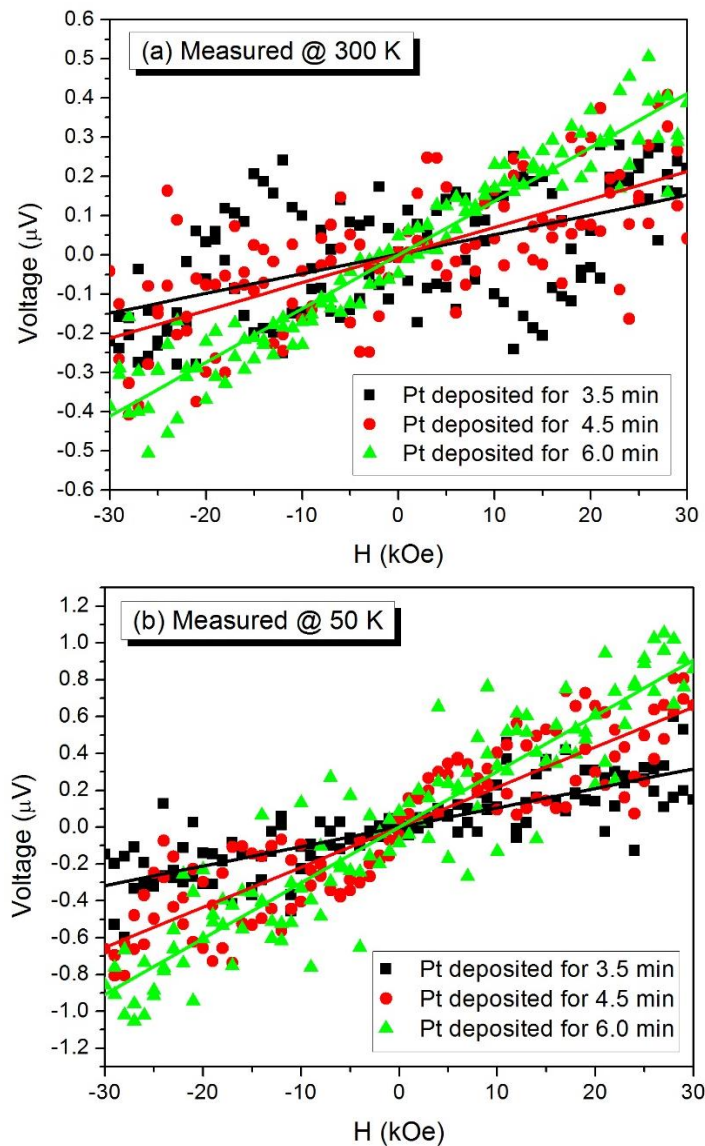 (a) Measured @ 300 K
0.6
0.5
0.4
0.3
0.2
0.1
0.0
-0.1
-0.2
-0.3
-0.4
-0.5
-0.6
Voltage (μV)
Pt deposited for 3.5 min
Pt deposited for 4.5 min
Pt deposited for 6.0 min
-30 -20 -10 0 10 20 30
H (kOe)
(b) Measured @ 50 K
1.2
1.0
0.8
0.6
0.4
0.2
0.0
-0.2
-0.4
-0.6
-0.8
-1.0
-1.2
Voltage (μV)
Pt deposited for 3.5 min
Pt deposited for 4.5 min
Pt deposited for 6.0 min
-30 -20 -10 0 10 20 30
H (kOe)